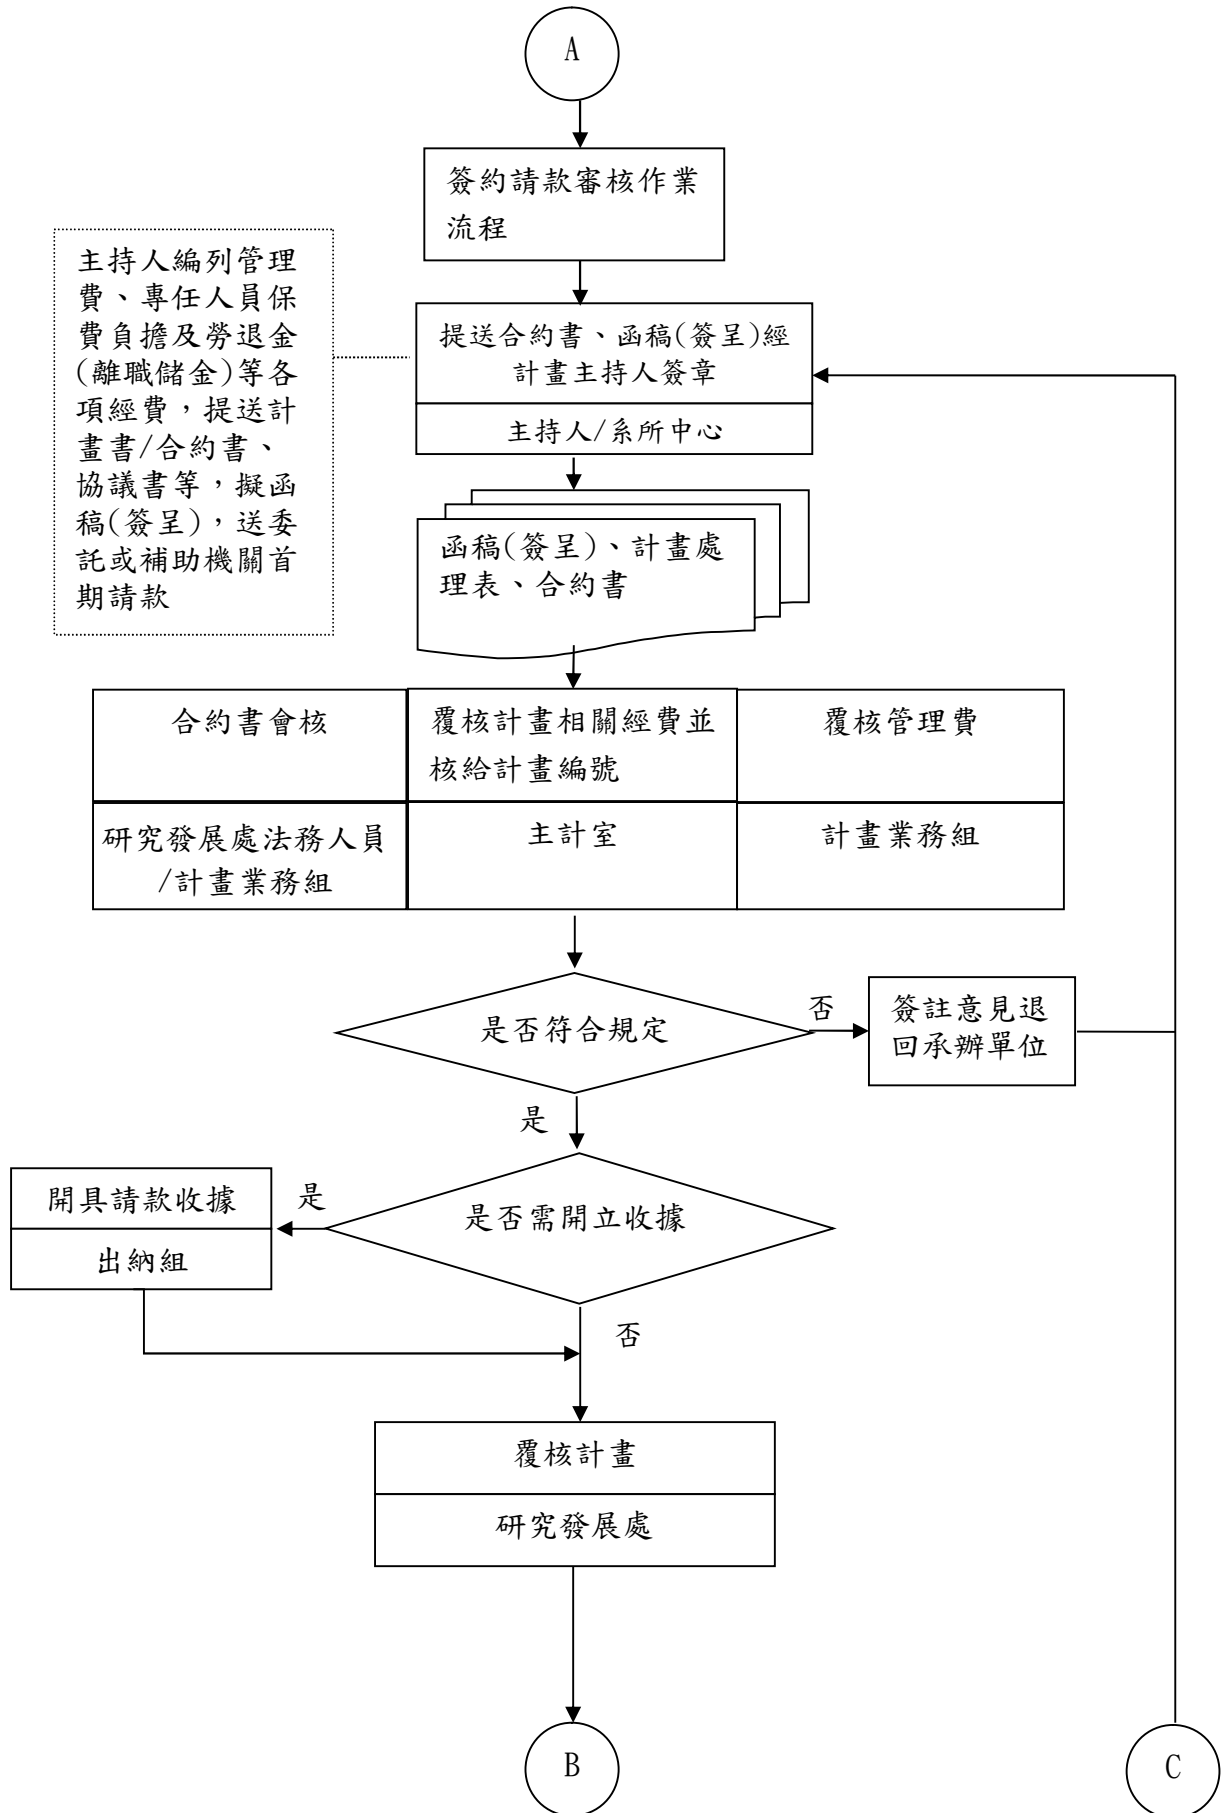 A
簽約請款審核作業
流程
主持人編列管理
費、專任人員保
費負擔及勞退金
(離職儲金)等各
項經費，提送計
畫書/合約書、
協議書等，擬函
稿(簽呈)，送委
託或補助機關首
期請款
提送合約書、函稿(簽呈)經
計畫主持人簽章
主持人/系所中心
函稿(簽呈)、計畫處
理表、合約書
合約書會核
覆核計畫相關經費並
核給計畫編號
覆核管理費
研究發展處法務人員
/計畫業務組
主計室
計畫業務組
是否符合規定
否
簽註意見退
回承辦單位
是
是否需開立收據
是
開具請款收據
出納組
否
覆核計畫
研究發展處
B
C